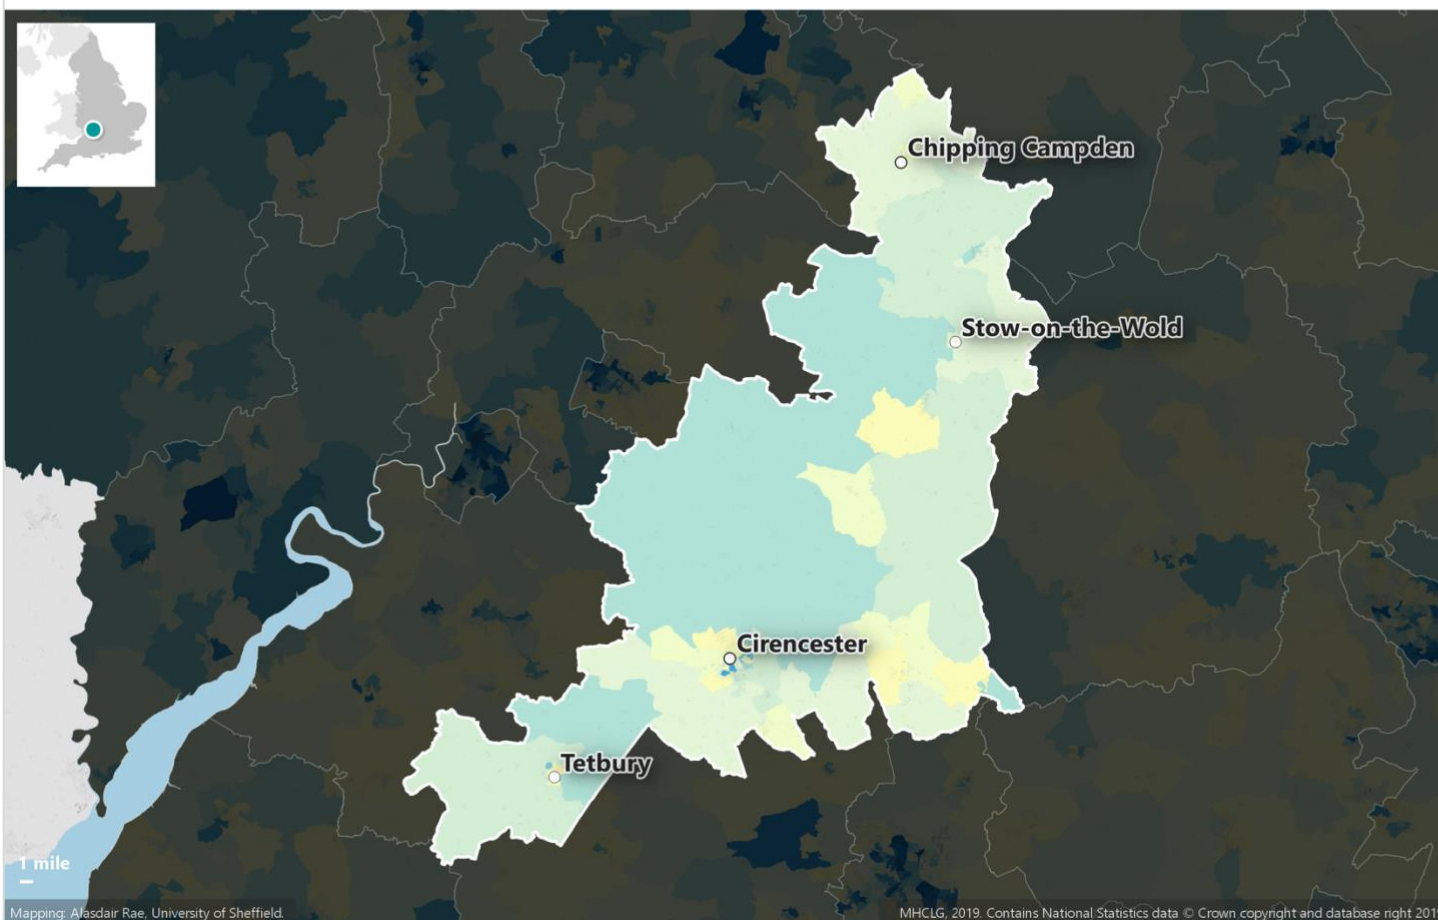 Chipping Campden
Stow-on-the-Wold
Cirencester
Tetbury
1 mile
Mapping: Alasdair Rae, University of Sheffield.
MHCLG, 2019. Contains National Statistics data © Crown copyright and database right 201